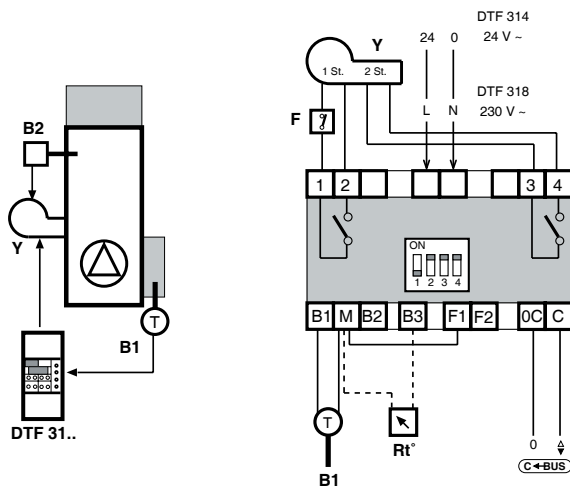 B2
Y
T
B1
DTF 31..
DTF 314
24 0 24 V ~
Y
1 St. 2 St.
DTF 318
F L N 230 V ~
1 2 3 4
ON
1 2 3 4
B1 M B2 B3 F1 F2 0C C
T
Rt°
0
B1
C BUS